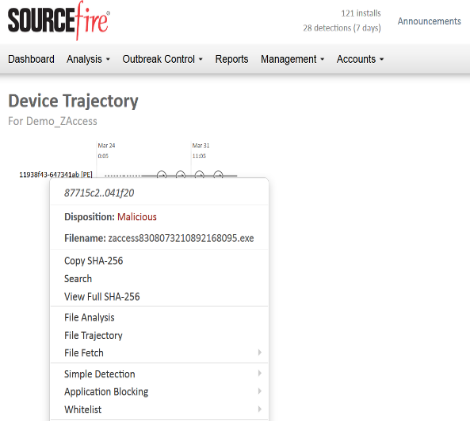 SOURCEfire®
121 installs
28 detections (7 days)
Announcements
Dashboard Analysis Outbreak Control Reports Management Accounts
Device Trajectory
For Demo_ZAccess
Mar 24 Mar 31
0:05 11:00
11938f43-647341ab [PE]
87715c2..041f20
Disposition: Malicious
Filename: zaccess8308073210892168095.exe
Copy SHA-256
Search
View Full SHA-256
File Analysis
File Trajectory
File Fetch
Simple Detection
Application Blocking
Whitelist